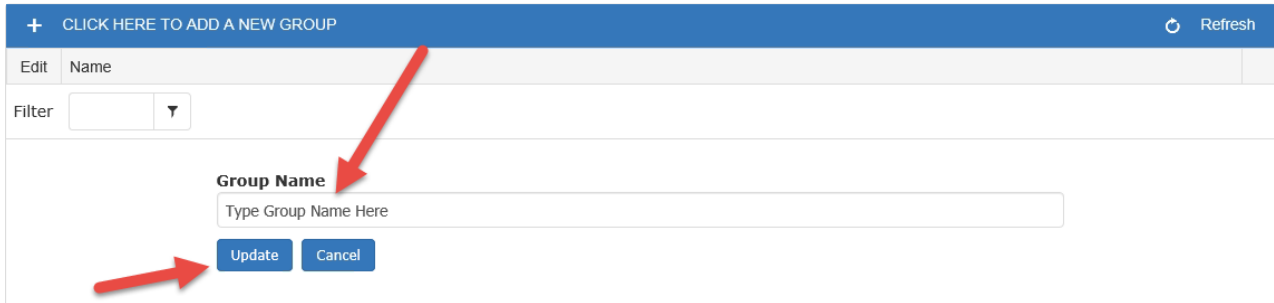 + CLICK HERE TO ADD A NEW GROUP Refresh
Edit Name
Filter
Group Name
Type Group Name Here
Update Cancel